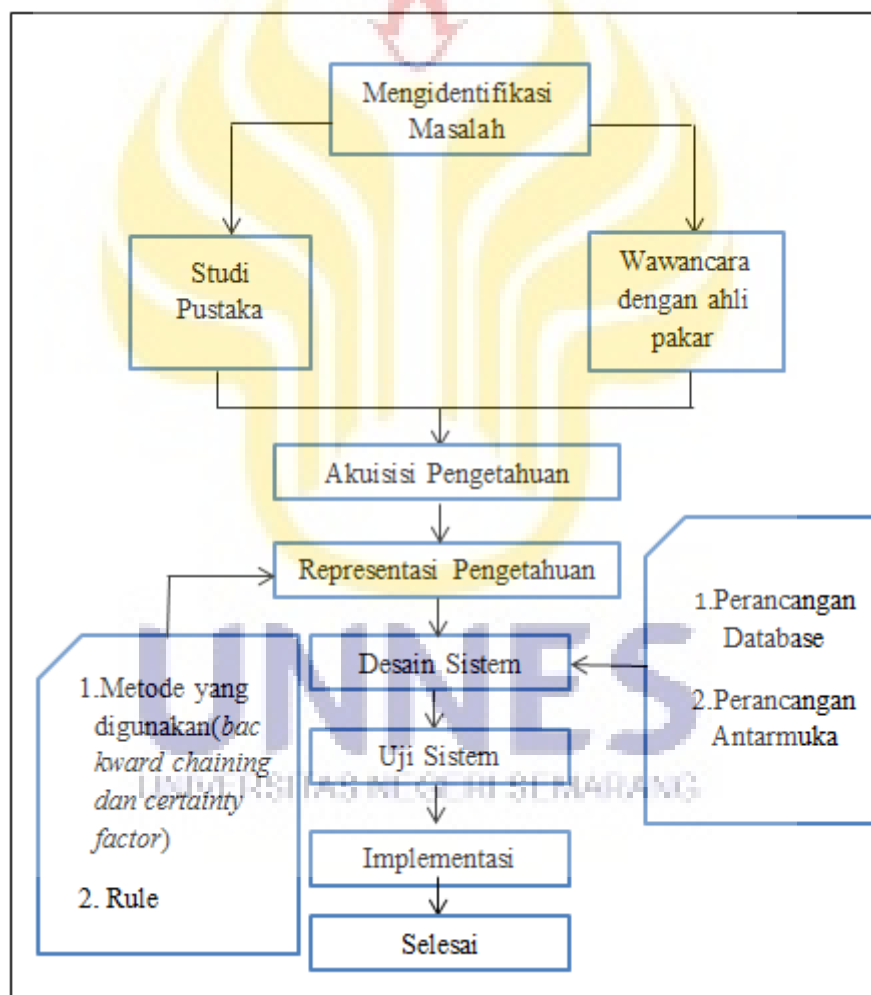 Mengidentifikasi
Masalah
Studi
Pustaka
Wawancara
dengan ahli
pakar
Akuisisi Pengetahuan
Representasi Pengetahuan
1.Metode yang
digunakan(bac
kward chaining
dan certainty
factor)
2. Rule
1.Perancangan
Database
2.Perancangan
Antarmuka
Desain Sistem
Uji Sistem
Implementasi
Selesai
UNNES
UNIVERSITAS NEGERI SEMARANG